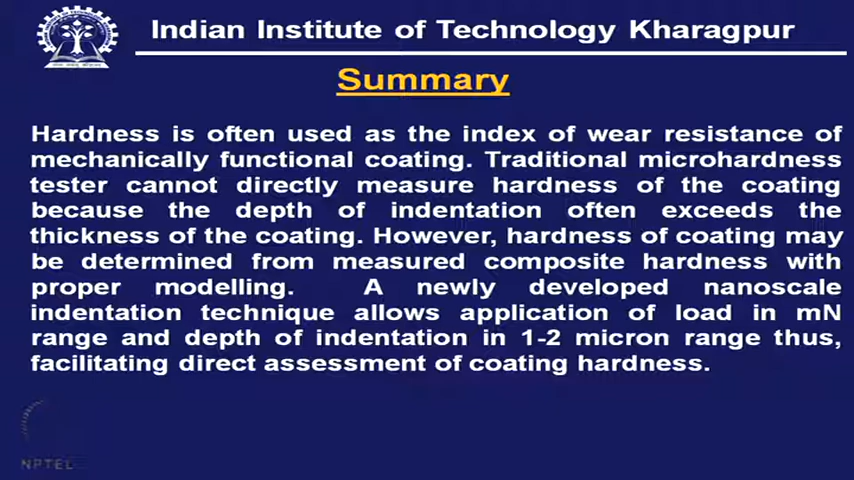 Indian Institute of Technology Kharagpur
Summary
Hardness is often used as the index of wear resistance of
mechanically functional coating. Traditional microhardness
tester cannot directly measure hardness of the coating
because the depth of indentation often exceeds the
thickness of the coating. However, hardness of coating may
be determined from measured composite hardness with
proper modelling. A newly developed nanoscale
indentation technique allows application of load in mN
range and depth of indentation in 1-2 micron range thus,
facilitating direct assessment of coating hardness.
NPTEL